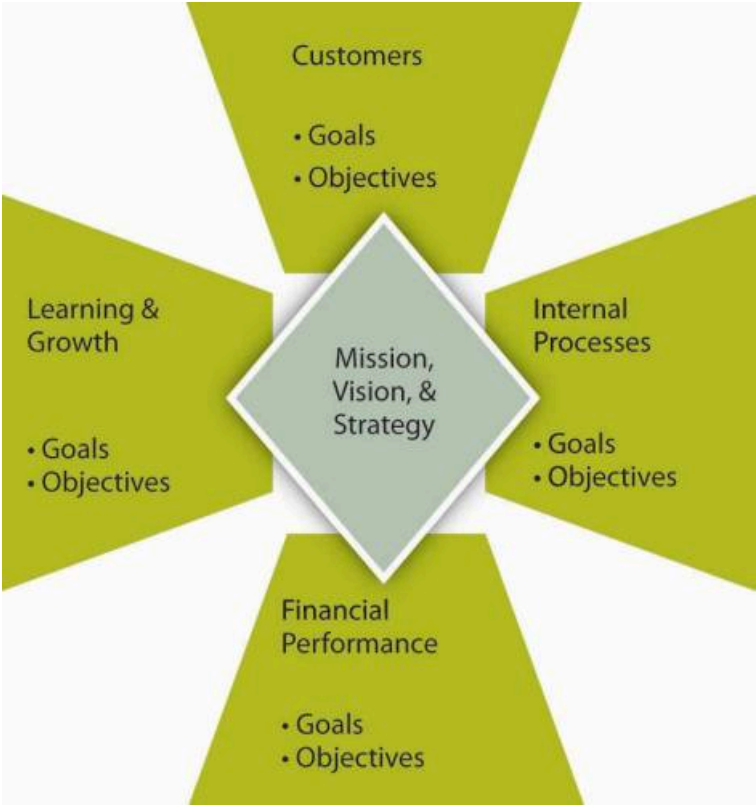 Customers
• Goals
• Objectives
Learning &
Growth
• Goals
• Objectives
Mission,
Vision, &
Strategy
Internal
Processes
• Goals
• Objectives
Financial
Performance
• Goals
• Objectives